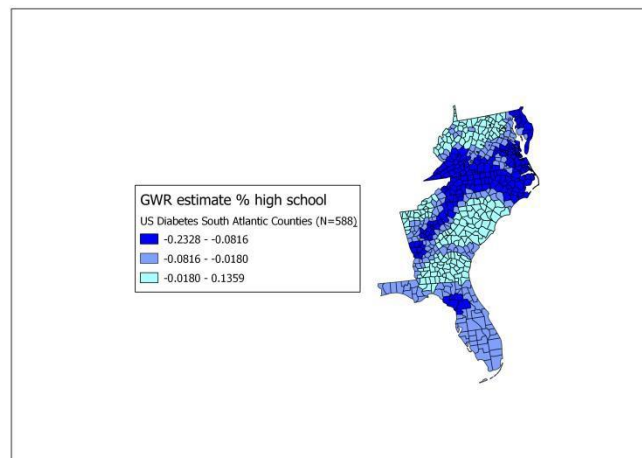 GWR estimate % high school
US Diabetes South Atlantic Counties (N=588)
-0.2328 - -0.0816
-0.0816 - -0.0180
-0.0180 - 0.1359